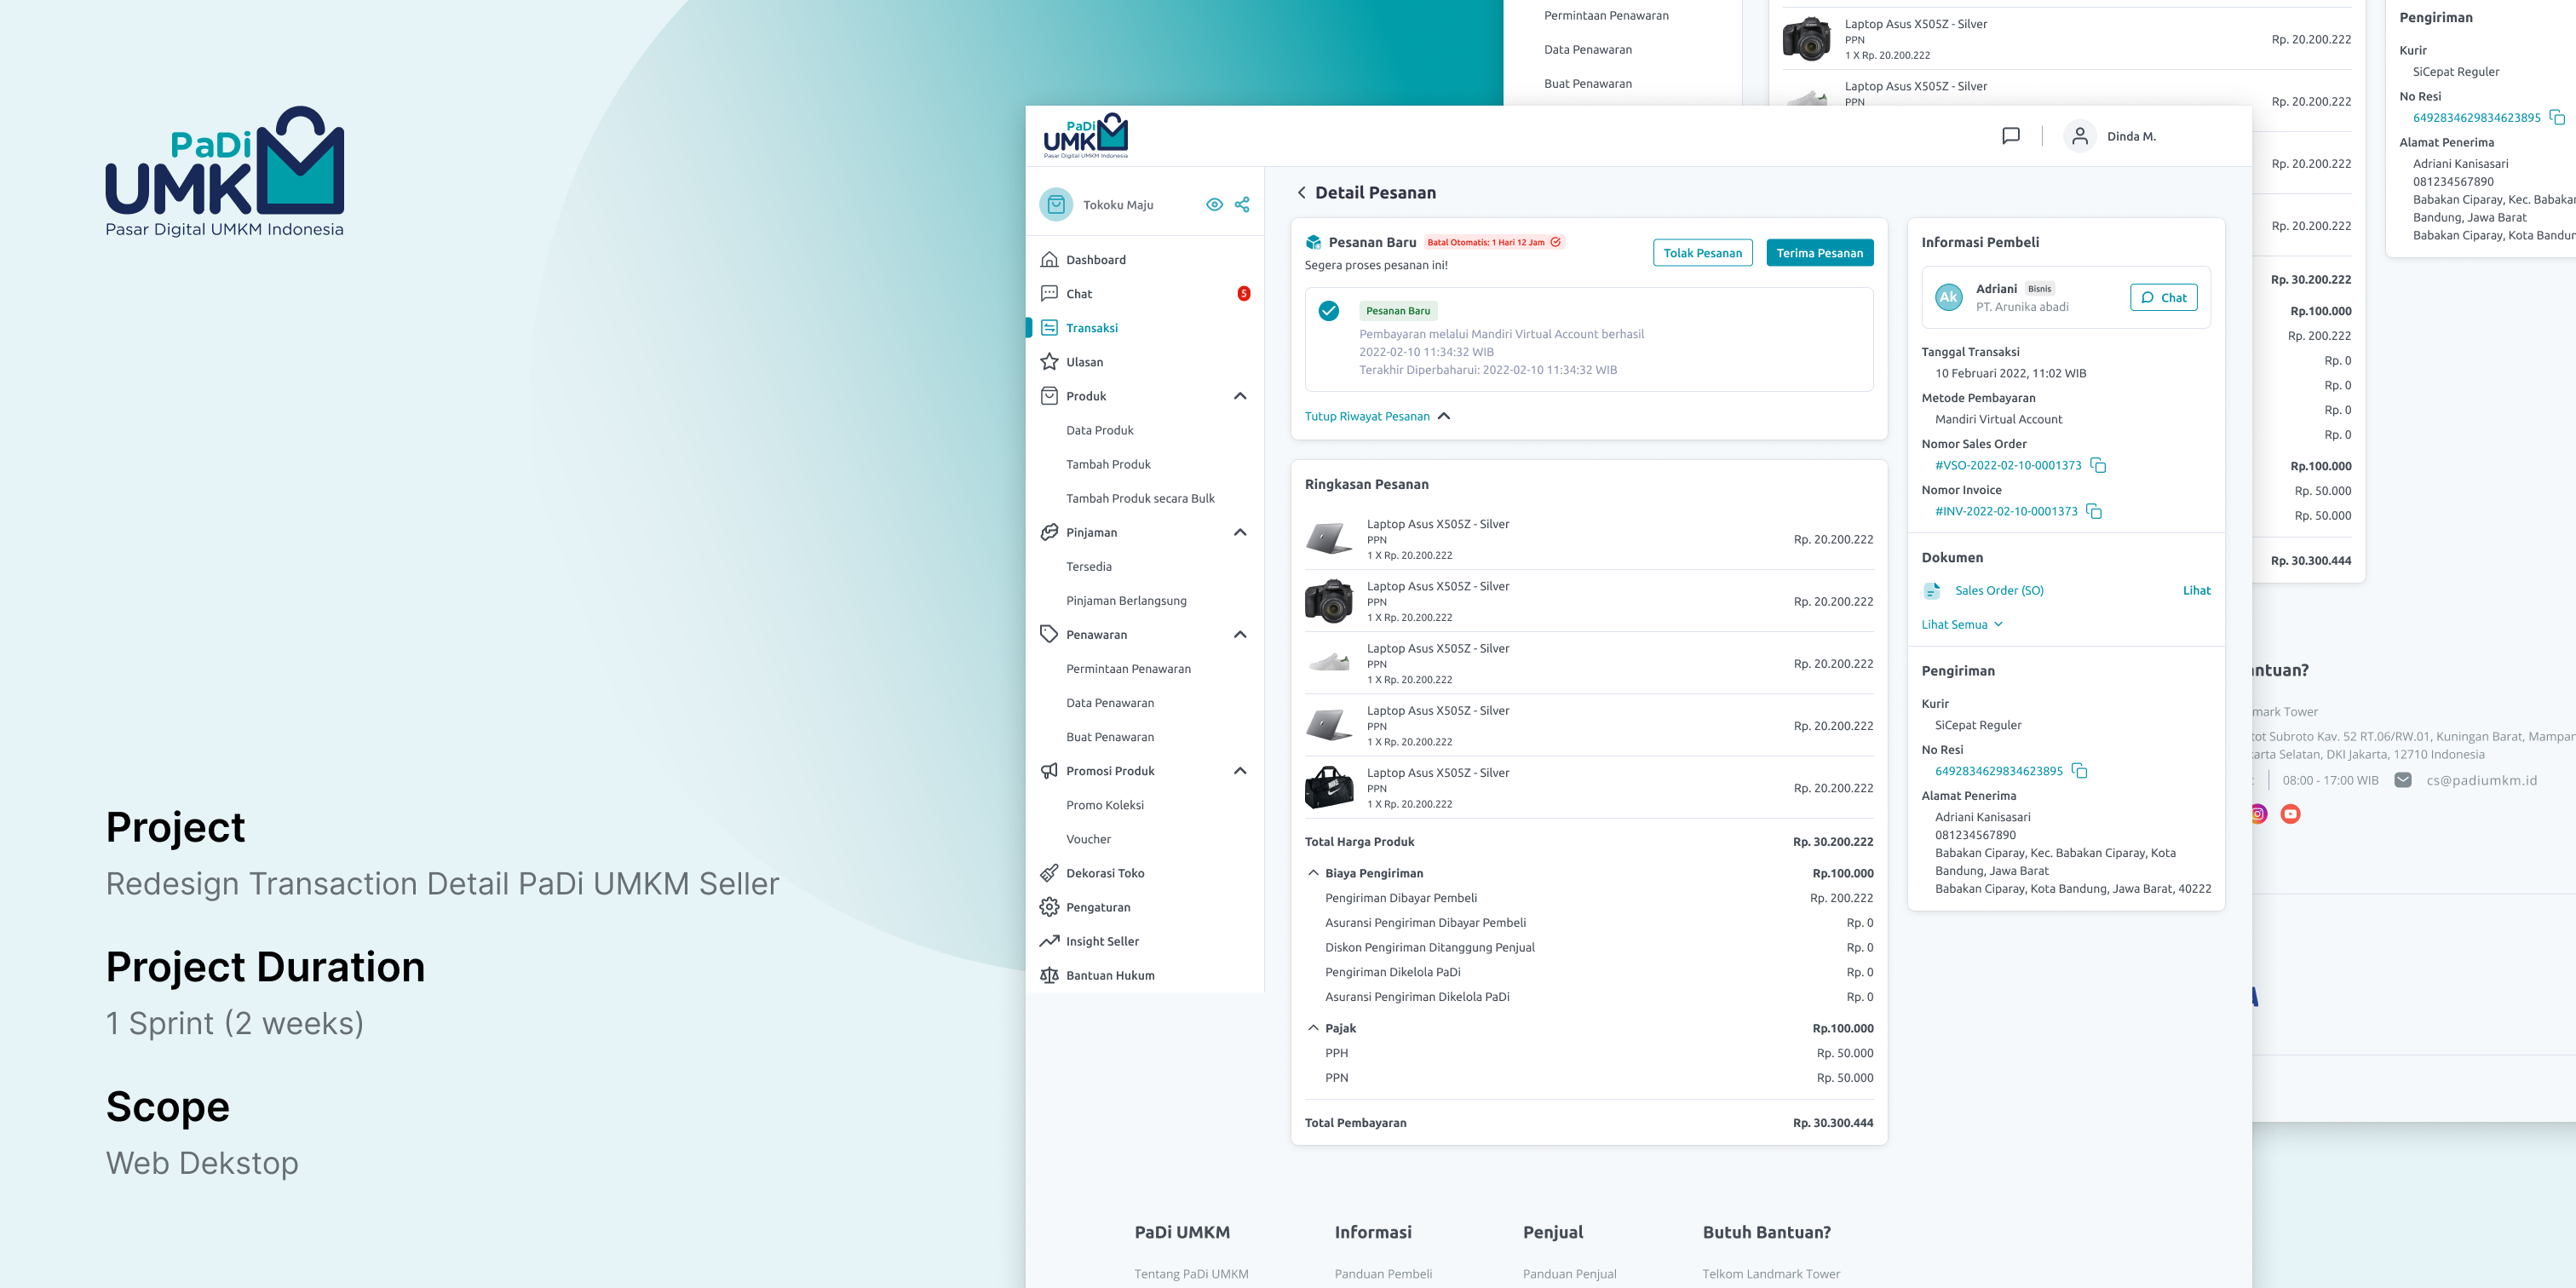 PaDi
UMKM
Pasar Digital UMKM Indonesia
Project
Redesign Transaction Detail PaDi UMKM Seller
Project Duration
1 Sprint (2 weeks)
Scope
Web Dekstop
PaDi
UMKM
Pasar Digital UMKM Indonesia
Dinda M.
Tokoku Maju
Dashboard
Chat
5
Transaksi
Ulasan
Produk
Data Produk
Tambah Produk
Tambah Produk secara Bulk
Pinjaman
Tersedia
Pinjaman Berlangsung
Penawaran
Permintaan Penawaran
Data Penawaran
Buat Penawaran
Promosi Produk
Promo Koleksi
Voucher
Dekorasi Toko
Pengaturan
Insight Seller
Bantuan Hukum
Detail Pesanan
Pesanan Baru
Batal Otomatis: 1 Hari 12 Jam
Segera proses pesanan ini!
Tolak Pesanan
Terima Pesanan
Pesanan Baru
Pembayaran melalui Mandiri Virtual Account berhasil
2022-02-10 11:34:32 WIB
Terakhir Diperbaharui: 2022-02-10 11:34:32 WIB
Tutup Riwayat Pesanan
Ringkasan Pesanan
Laptop Asus X505Z - Silver
PPN
1 X Rp. 20.200.222
Rp. 20.200.222
Laptop Asus X505Z - Silver
PPN
1 X Rp. 20.200.222
Rp. 20.200.222
Laptop Asus X505Z - Silver
PPN
1 X Rp. 20.200.222
Rp. 20.200.222
Laptop Asus X505Z - Silver
PPN
1 X Rp. 20.200.222
Rp. 20.200.222
Laptop Asus X505Z - Silver
PPN
1 X Rp. 20.200.222
Rp. 20.200.222
Total Harga Produk Rp. 30.200.222
Biaya Pengiriman Rp.100.000
Pengiriman Dibayar Pembeli Rp. 200.222
Asuransi Pengiriman Dibayar Pembeli Rp. 0
Diskon Pengiriman Ditanggung Penjual Rp. 0
Pengiriman Dikelola PaDi Rp. 0
Asuransi Pengiriman Dikelola PaDi Rp. 0
Pajak Rp.100.000
PPH Rp. 50.000
PPN Rp. 50.000
Total Pembayaran Rp. 30.300.444
Informasi Pembeli
Ak
Adriani Bisnis
PT. Arunika abadi
Chat
Tanggal Transaksi
10 Februari 2022, 11:02 WIB
Metode Pembayaran
Mandiri Virtual Account
Nomor Sales Order
#VSO-2022-02-10-0001373
Nomor Invoice
#INV-2022-02-10-0001373
Dokumen
Sales Order (SO) Lihat
Lihat Semua
Pengiriman
Kurir
SiCepat Reguler
No Resi
6492834629834623895
Alamat Penerima
Adriani Kanisasari
081234567890
Babakan Ciparay, Kec. Babakan Ciparay, Kota
Bandung, Jawa Barat
Babakan Ciparay, Kota Bandung, Jawa Barat, 40222
PaDi UMKM
Tentang PaDi UMKM
Informasi
Panduan Pembeli
Penjual
Panduan Penjual
Butuh Bantuan?
Telkom Landmark Tower
Permintaan Penawaran
Data Penawaran
Buat Penawaran
Laptop Asus X505Z - Silver
PPN
1 X Rp. 20.200.222
Rp. 20.200.222
Laptop Asus X505Z - Silver
PPN
Rp. 20.200.222
Rp. 20.200.222
Rp. 20.200.222
Rp. 30.200.222
Rp.100.000
Rp. 200.222
Rp. 0
Rp. 0
Rp. 0
Rp. 0
Rp.100.000
Rp. 50.000
Rp. 50.000
Rp. 30.300.444
Pengiriman
Kurir
SiCepat Reguler
No Resi
6492834629834623895
Alamat Penerima
Adriani Kanisasari
081234567890
Babakan Ciparay, Kec. Babakan
Bandung, Jawa Barat
Babakan Ciparay, Kota Bandun
ntuan?
mark Tower
tot Subroto Kav. 52 RT.06/RW.01, Kuningan Barat, Mampan
karta Selatan, DKI Jakarta, 12710 Indonesia
08:00 - 17:00 WIB cs@padiumkm.id